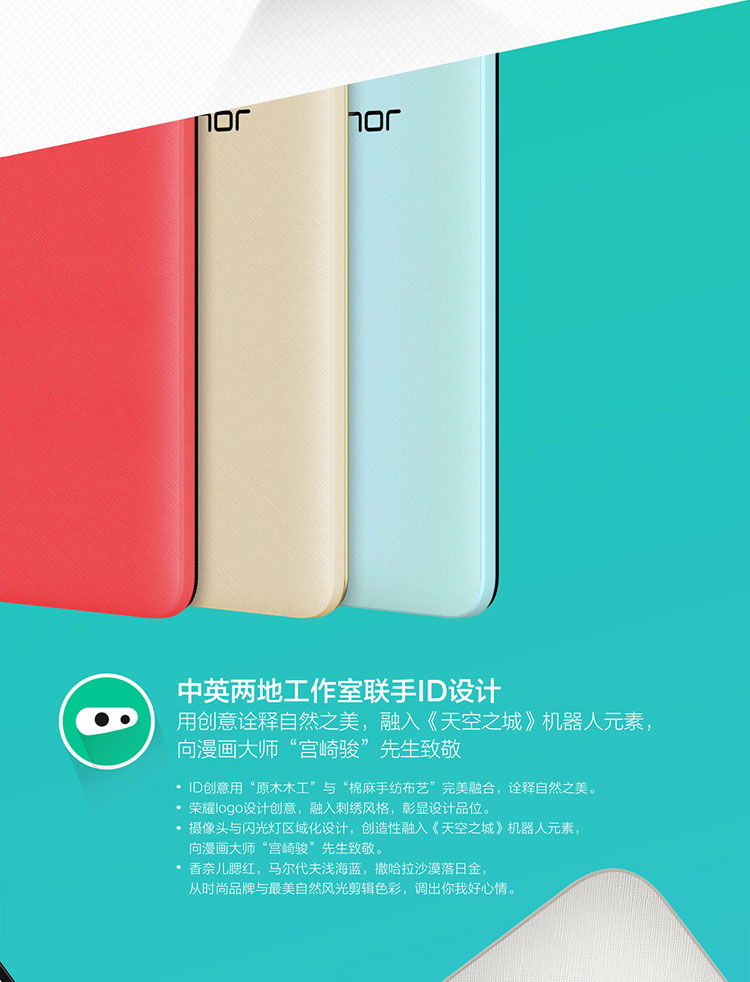 nor
nor
中英两地工作室联手ID设计
用创意诠释自然之美，融入《天空之城》机器人元素，
向漫画大师“宫崎骏”先生致敬
• ID创意用“原木木工”与“棉麻手纺布艺”完美融合，诠释自然之美。
• 荣耀logo设计创意，融入刺绣风格，彰显设计品位。
• 摄像头与闪光灯区域化设计，创造性融入《天空之城》机器人元素，
向漫画大师“宫崎骏”先生致敬。
• 香奈儿腮红，马尔代夫浅海蓝，撒哈拉沙漠落日金，
从时尚品牌与最美自然风光剪辑色彩，调出你我好心情。